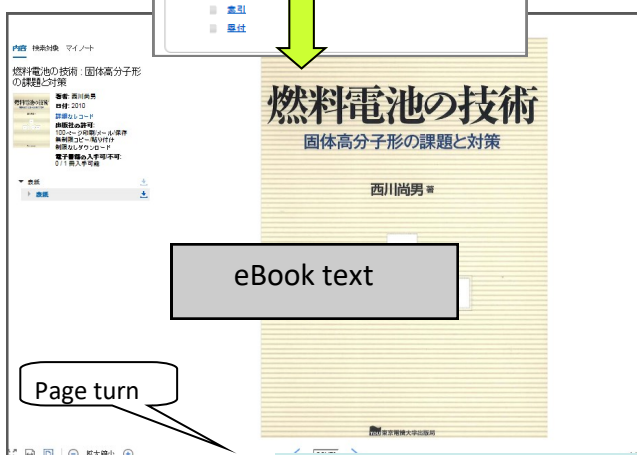 索引
奥付
内容 検索対象 マイノート
燃料電池の技術 : 固体高分子形
の課題と対策
著者: 西川尚男
日付: 2010
詳細なレコード
出版社の許可:
100ページ印刷/メール/保存
無制限コピー/貼り付け
制限なしダウンロード
電子書籍の入手可/不可:
0 / 1 冊入手可能
表紙
表紙
燃料電池の技術
固体高分子形の課題と対策
西川尚男 著
eBook text
Page turn
東京電機大学出版局
拡大縮小